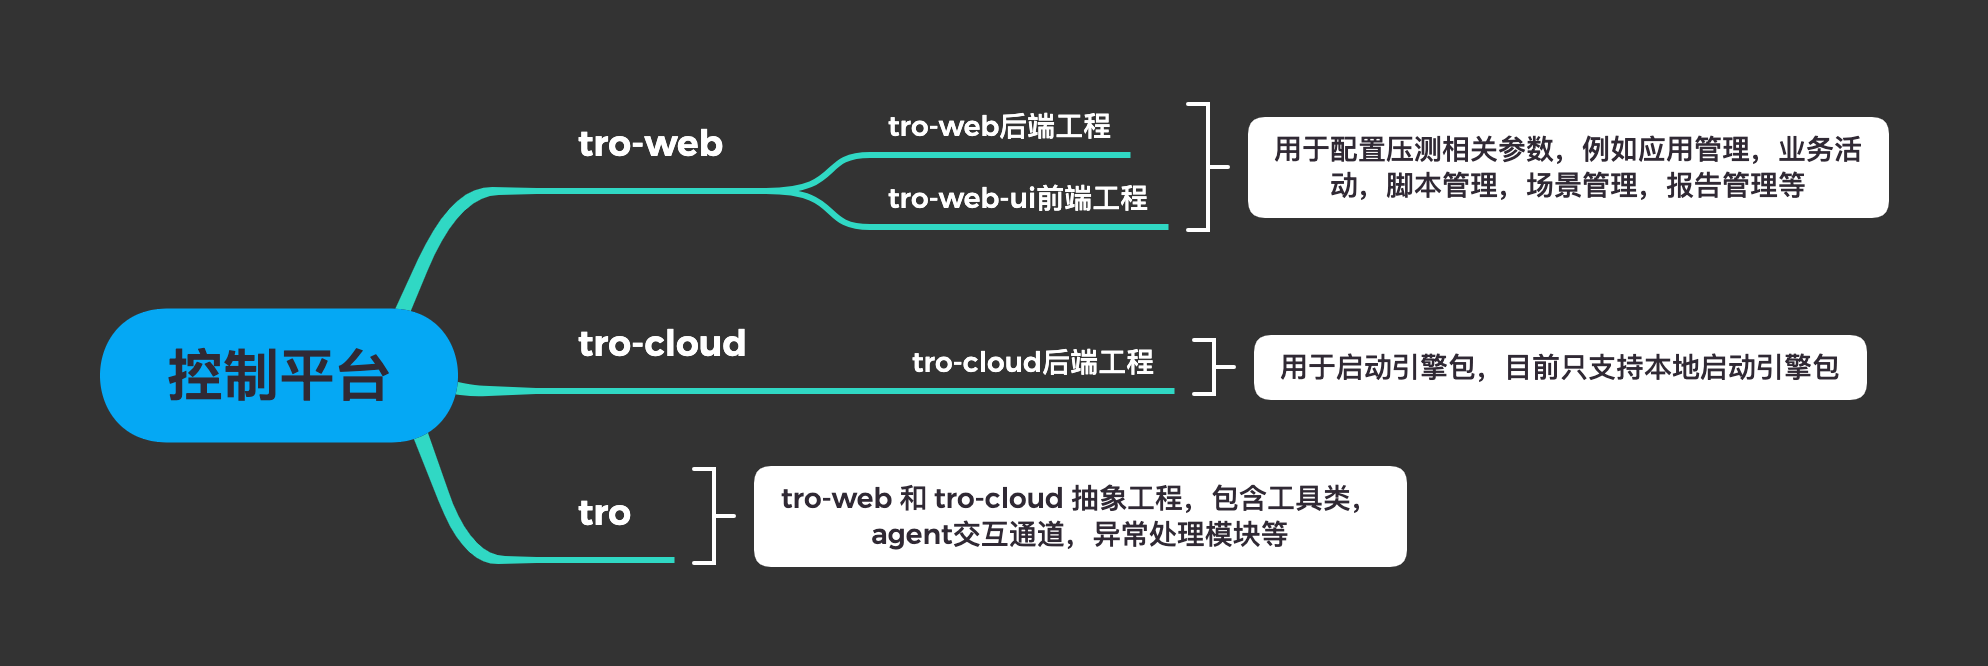 控制平台
tro-web
tro-web后端工程
tro-web-ui前端工程
用于配置压测相关参数，例如应用管理，业务活
动，脚本管理，场景管理，报告管理等
tro-cloud
tro-cloud后端工程
用于启动引擎包，目前只支持本地启动引擎包
tro
tro-web 和 tro-cloud 抽象工程，包含工具类，
agent交互通道，异常处理模块等